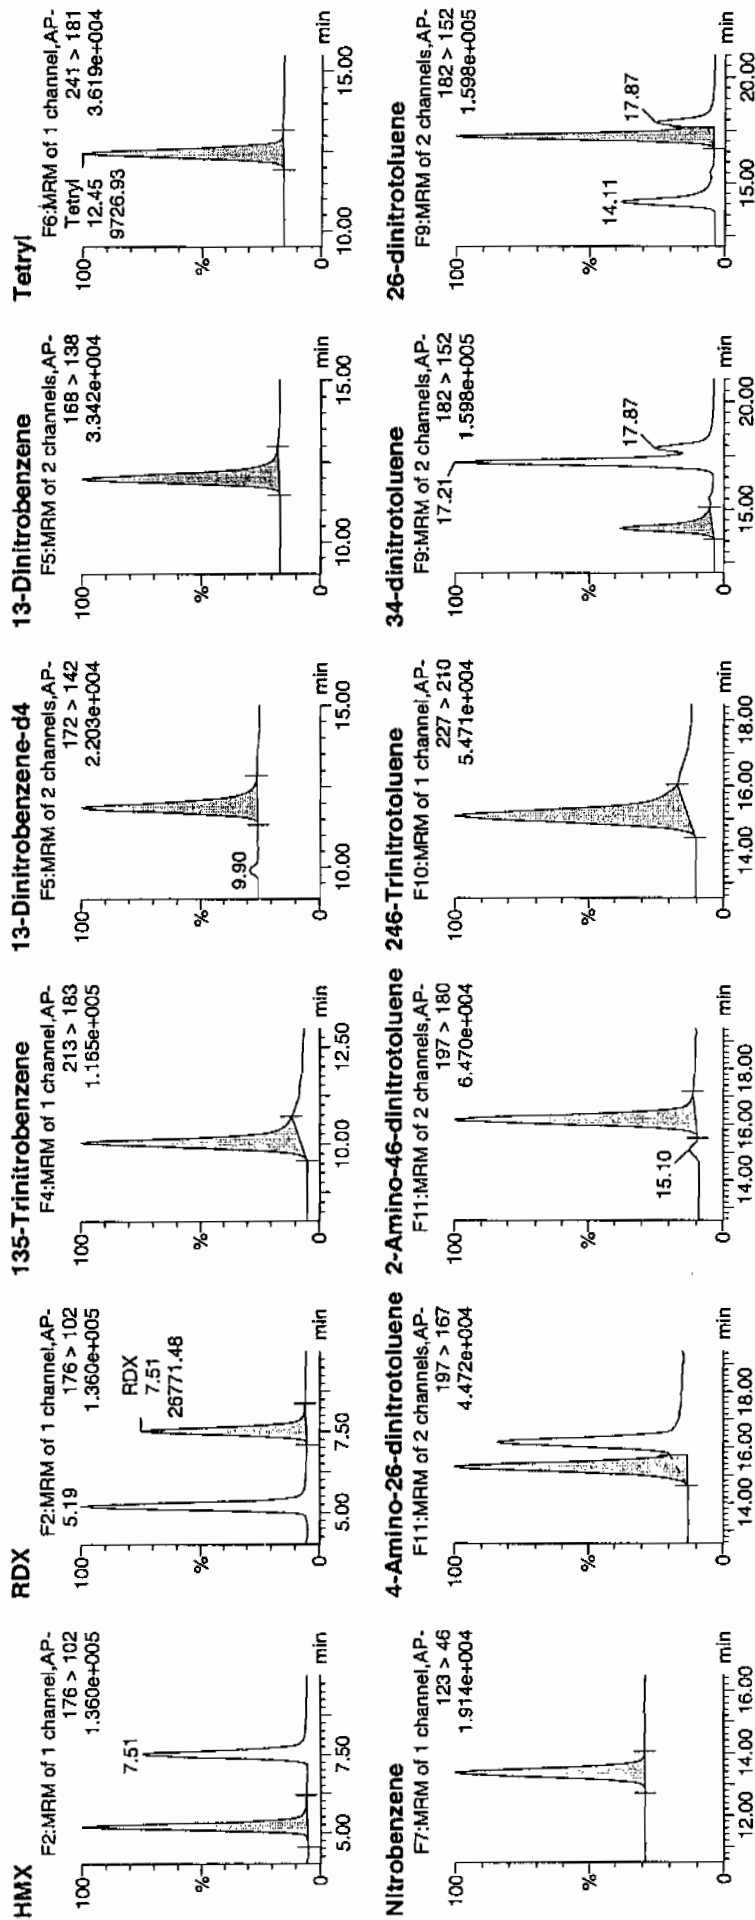 HMX
F2:MRM of 1 channel,AP-
176 > 102
1.360e+005
100
%
0
7.51
5.00
7.50
min
RDX
F2:MRM of 1 channel,AP-
176 > 102
1.360e+005
100
%
0
5.19
RDX
7.51
26771.48
5.00
7.50
min
135-Trinitrobenzene
F4:MRM of 1 channel,AP-
213 > 183
1.165e+005
100
%
0
10.00
12.50
min
13-Dinitrobenzene-d4
F5:MRM of 2 channels,AP-
172 > 142
2.203e+004
100
%
0
9.90
10.00
15.00
min
13-Dinitrobenzene
F5:MRM of 2 channels,AP-
168 > 138
3.342e+004
100
%
0
10.00
15.00
min
Tetryl
F6:MRM of 1 channel,AP-
241 > 181
3.619e+004
Tetryl
12.45
9726.93
100
%
0
10.00
15.00
min
Nitrobenzene
F7:MRM of 1 channel,AP-
123 > 46
1.914e+004
100
%
0
12.00
14.00
16.00
min
4-Amino-26-dinitrotoluene
F11:MRM of 2 channels,AP-
197 > 167
4.472e+004
100
%
0
14.00
16.00
18.00
min
2-Amino-46-dinitrotoluene
F11:MRM of 2 channels,AP-
197 > 180
6.470e+004
100
%
0
15.10
14.00
16.00
18.00
min
246-Trinitrotoluene
F10:MRM of 1 channel,AP-
227 > 210
5.471e+004
100
%
0
14.00
16.00
18.00
min
34-dinitrotoluene
F9:MRM of 2 channels,AP-
182 > 152
1.598e+005
100
%
0
17.21
17.87
15.00
20.00
min
26-dinitrotoluene
F9:MRM of 2 channels,AP-
182 > 152
1.598e+005
100
%
0
14.11
17.87
15.00
20.00
min